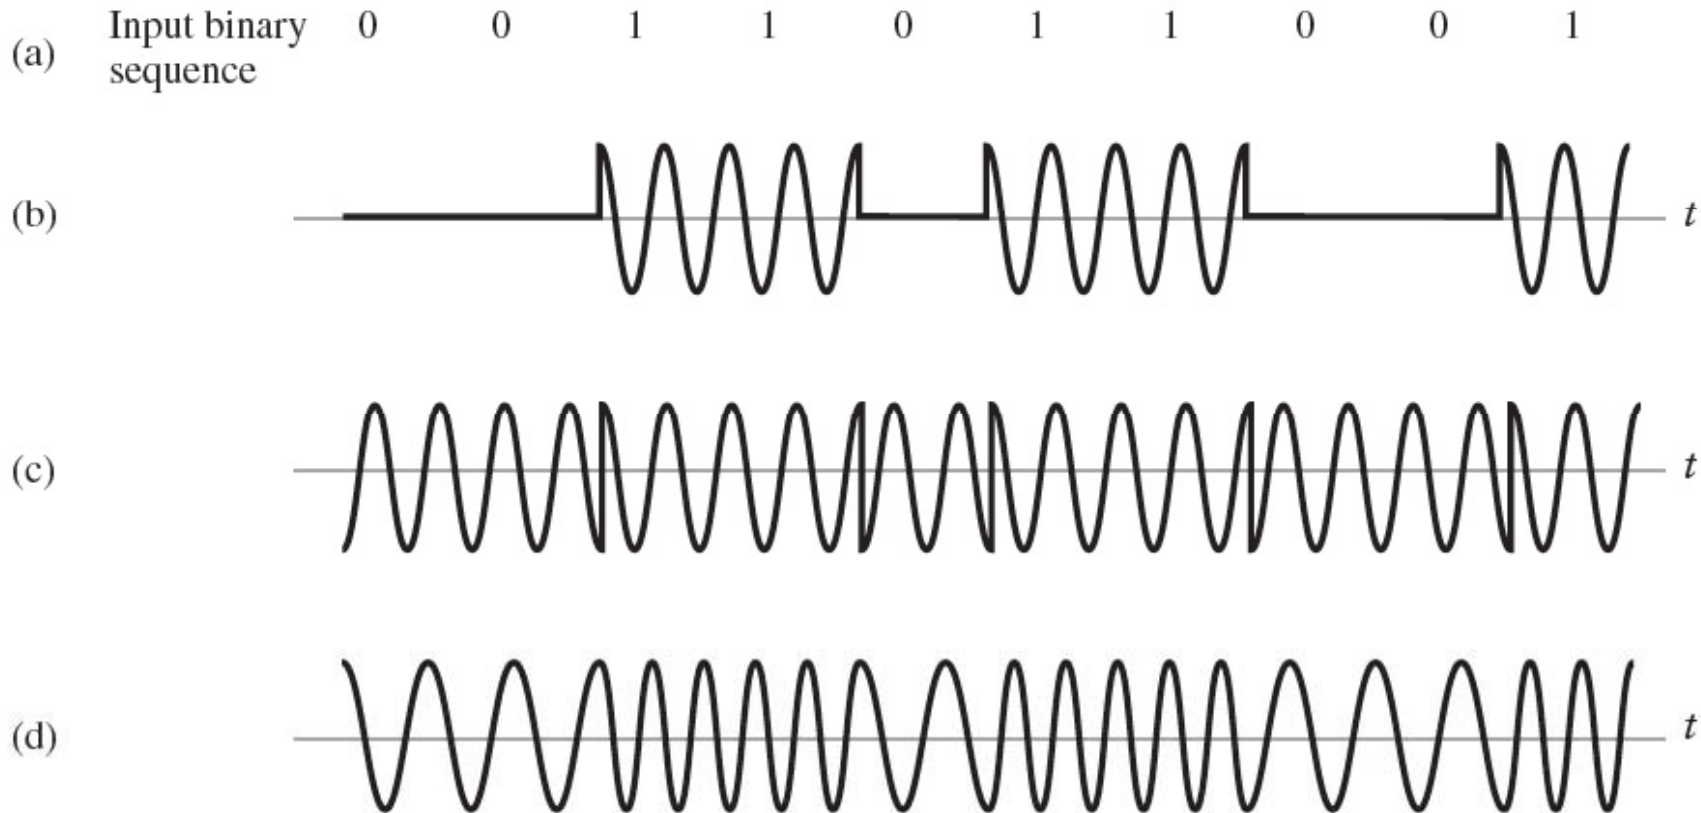 (a) Input binary sequence 0 0 1 1 0 1 1 0 0 1
(b) t
(c) t
(d) t